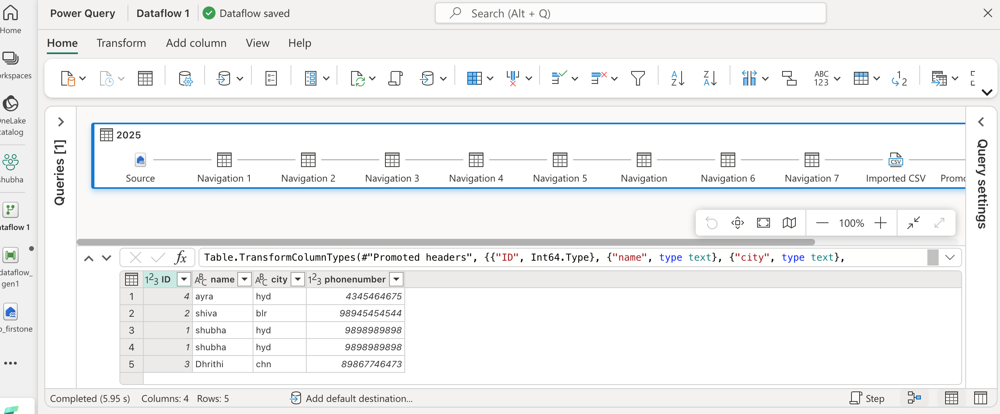 Power Query
Dataflow 1
Dataflow saved
Search (Alt + Q)
Home
Transform
Add column
View
Help
Home
rkspaces
neLake
catalog
shubha
taflow 1
dataflow_
gen1
_firstone
Queries [1]
2025
Source
Navigation 1
Navigation 2
Navigation 3
Navigation 4
Navigation 5
Navigation
Navigation 6
Navigation 7
CSV
Imported CSV
Promo
Query settings
100%
fx Table.TransformColumnTypes(#"Promoted headers", {{"ID", Int64.Type}, {"name", type text}, {"city", type text},
123 ID ABC name ABC city 123 phonenumber
1 4 ayra hyd 4345464675
2 2 shiva blr 98945454544
3 1 shubha hyd 9898989898
4 1 shubha hyd 9898989898
5 3 Dhrithi chn 89867746473
Completed (5.95 s) Columns: 4 Rows: 5
Add default destination...
Step